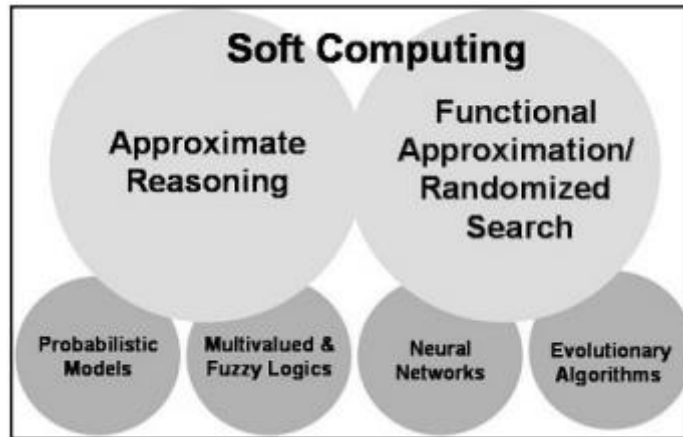 Soft Computing
Approximate
Reasoning
Functional
Approximation/
Randomized
Search
Probabilistic
Models
Multivalued &
Fuzzy Logics
Neural
Networks
Evolutionary
Algorithms